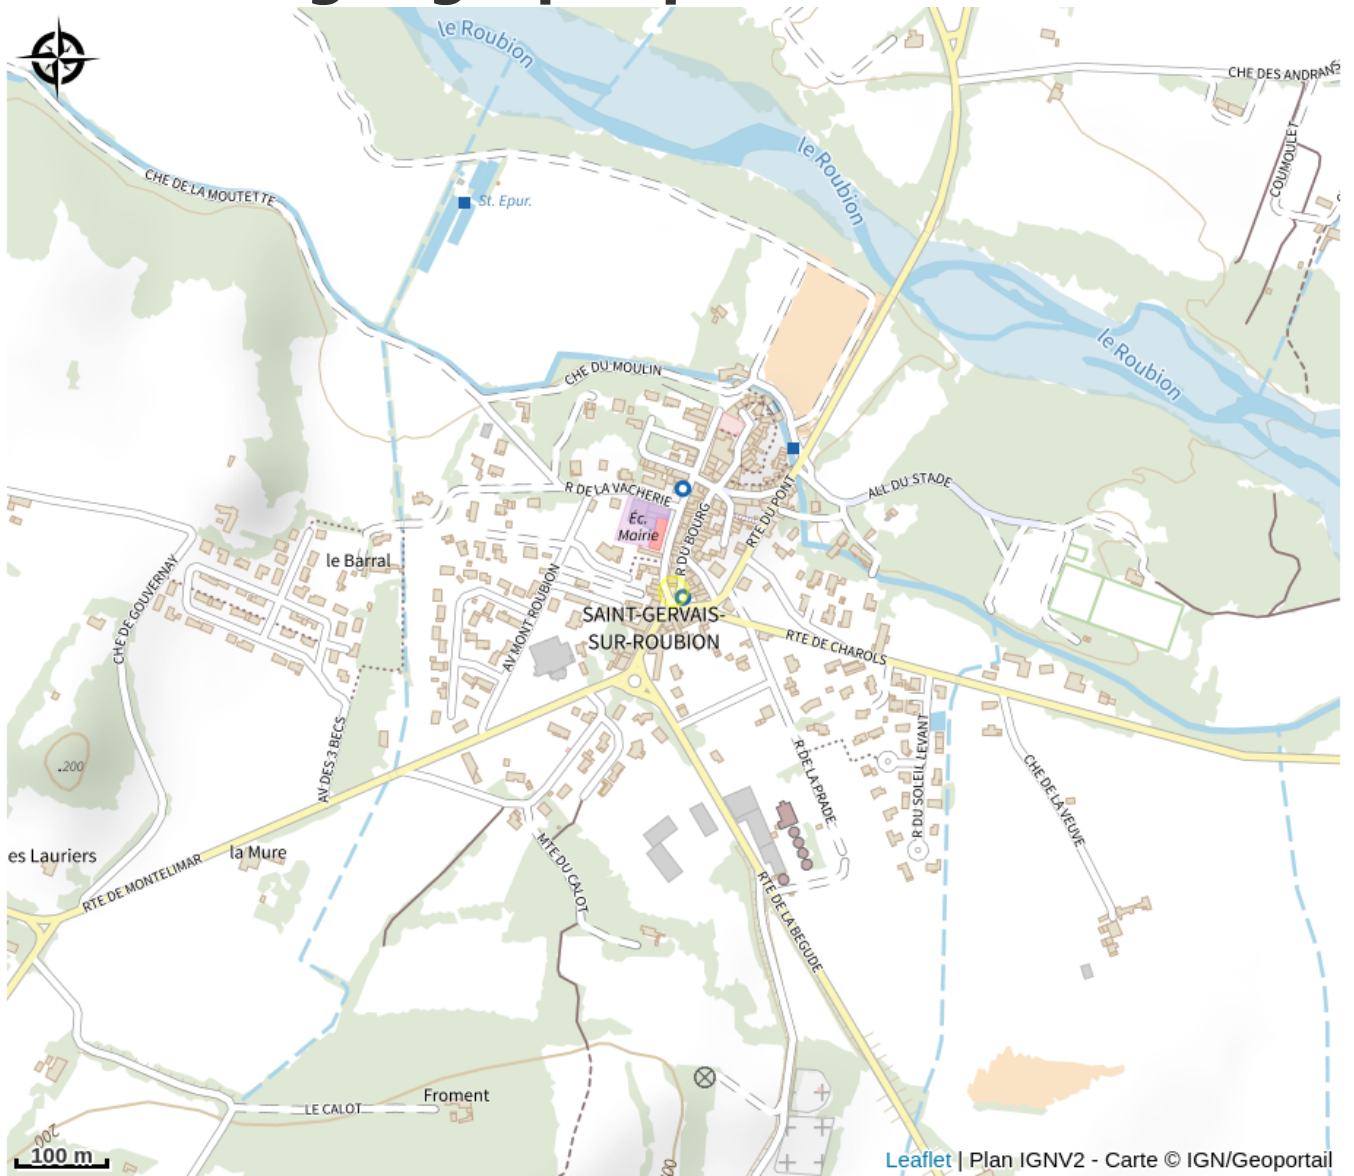 le Roubion
CHE DES ANDRANS
le Roubion
COUMOULET
CHE DE LA MOUTETTE
St. Epur.
le Roubion
CHE DU MOULIN
ALL DU STADE
R DE LA VACHERIE
Éc.
Mairie
R DU BOURG
RTE DU PONT
le Barral
CHE DE GOUVERNAY
AV MONT ROUBION
SAINT-GERVAIS-
SUR-ROUBION
RTE DE CHAROLS
AV DES 3 BECS
R DE LA PRADE
R DU SOLEIL LEVANT
CHE DE LA VEUVE
.200
es Lauriers
la Mure
RTE DE MONTELIMAR
MTE DU CALOT
RTE DE LA BEGUDE
Froment
LE CALOT
200
100 m
Leaflet | Plan IGNV2 - Carte © IGN/Geoportail